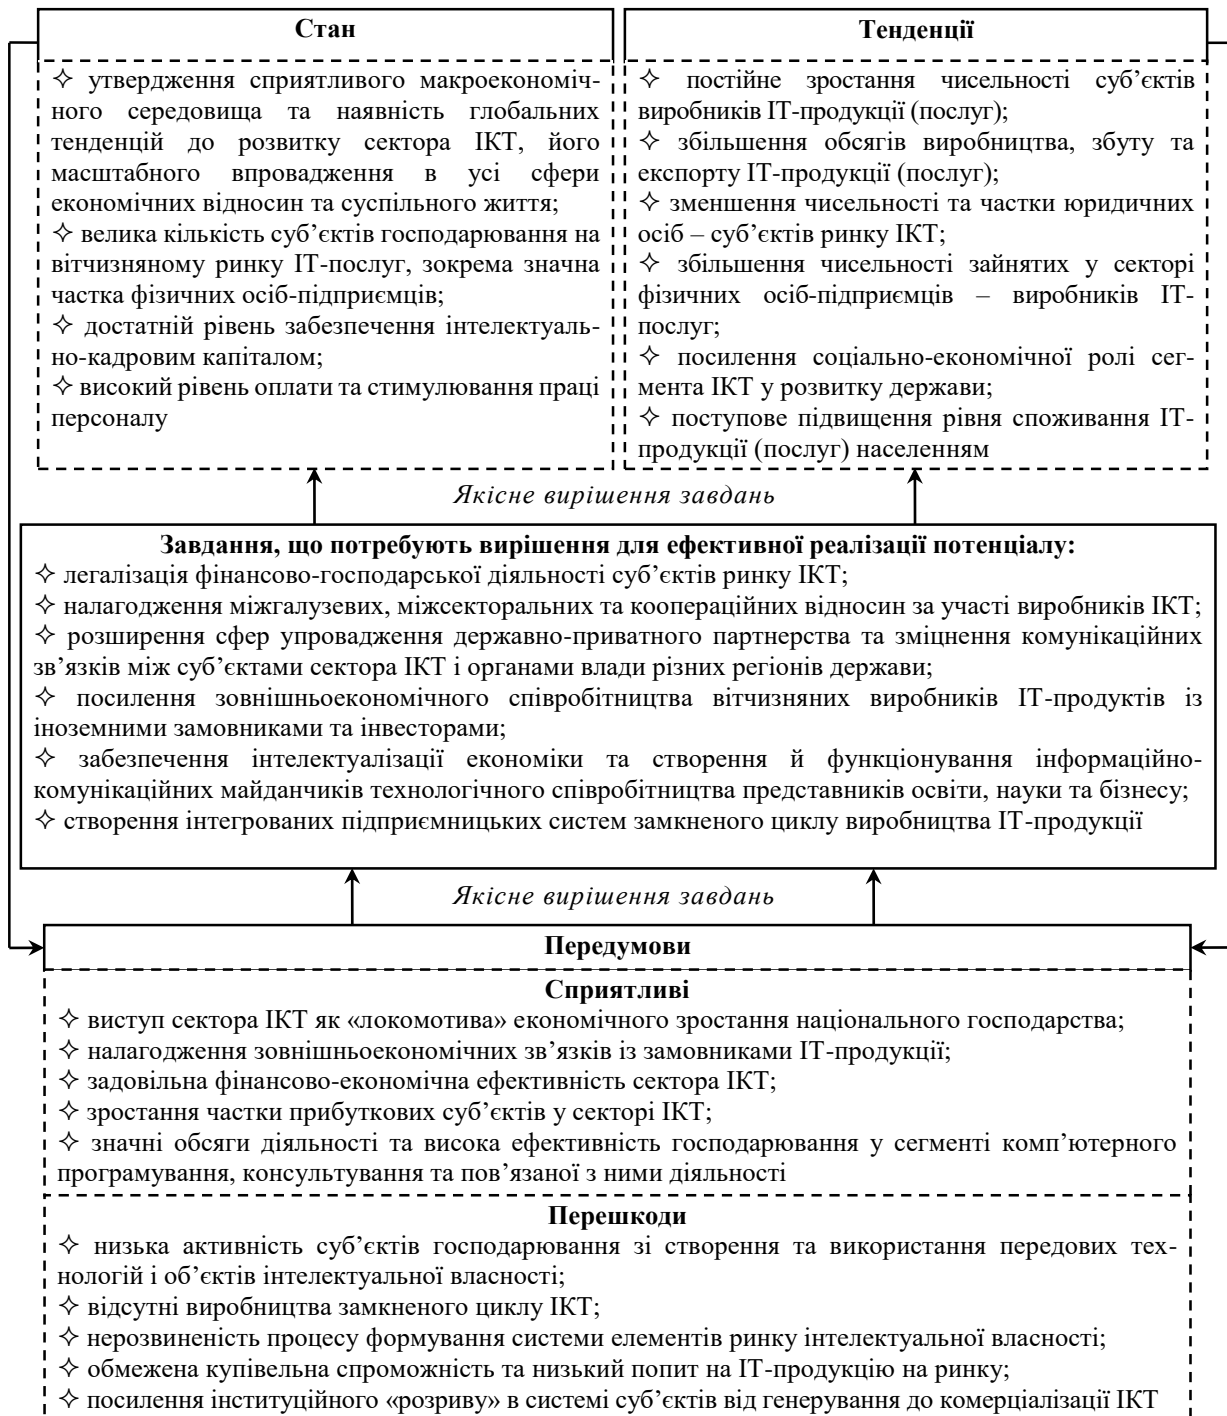 Стан
✧ утвердження сприятливого макроекономіч-
ного середовища та наявність глобальних
тенденцій до розвитку сектора ІКТ, його
масштабного впровадження в усі сфери
економічних відносин та суспільного життя;
✧ велика кількість суб’єктів господарювання на
вітчизняному ринку ІТ-послуг, зокрема значна
частка фізичних осіб-підприємців;
✧ достатній рівень забезпечення інтелектуаль-
но-кадровим капіталом;
✧ високий рівень оплати та стимулювання праці
персоналу
Тенденції
✧ постійне зростання чисельності суб’єктів
виробників ІТ-продукції (послуг);
✧ збільшення обсягів виробництва, збуту та
експорту ІТ-продукції (послуг);
✧ зменшення чисельності та частки юридичних
осіб – суб’єктів ринку ІКТ;
✧ збільшення чисельності зайнятих у секторі
фізичних осіб-підприємців – виробників ІТ-
послуг;
✧ посилення соціально-економічної ролі сег-
мента ІКТ у розвитку держави;
✧ поступове підвищення рівня споживання ІТ-
продукції (послуг) населенням
Якісне вирішення завдань
Завдання, що потребують вирішення для ефективної реалізації потенціалу:
✧ легалізація фінансово-господарської діяльності суб’єктів ринку ІКТ;
✧ налагодження міжгалузевих, міжсекторальних та коопераційних відносин за участі виробників ІКТ;
✧ розширення сфер упровадження державно-приватного партнерства та зміцнення комунікаційних
зв’язків між суб’єктами сектора ІКТ і органами влади різних регіонів держави;
✧ посилення зовнішньоекономічного співробітництва вітчизняних виробників ІТ-продуктів із
іноземними замовниками та інвесторами;
✧ забезпечення інтелектуалізації економіки та створення й функціонування інформаційно-
комунікаційних майданчиків технологічного співробітництва представників освіти, науки та бізнесу;
✧ створення інтегрованих підприємницьких систем замкненого циклу виробництва ІТ-продукції
Якісне вирішення завдань
Передумови
Сприятливі
✧ виступ сектора ІКТ як «локомотива» економічного зростання національного господарства;
✧ налагодження зовнішньоекономічних зв’язків із замовниками ІТ-продукції;
✧ задовільна фінансово-економічна ефективність сектора ІКТ;
✧ зростання частки прибуткових суб’єктів у секторі ІКТ;
✧ значні обсяги діяльності та висока ефективність господарювання у сегменті комп’ютерного
програмування, консультування та пов’язаної з ними діяльності
Перешкоди
✧ низька активність суб’єктів господарювання зі створення та використання передових тех-
нологій і об’єктів інтелектуальної власності;
✧ відсутні виробництва замкненого циклу ІКТ;
✧ нерозвиненість процесу формування системи елементів ринку інтелектуальної власності;
✧ обмежена купівельна спроможність та низький попит на ІТ-продукцію на ринку;
✧ посилення інституційного «розриву» в системі суб’єктів від генерування до комерціалізації ІКТ